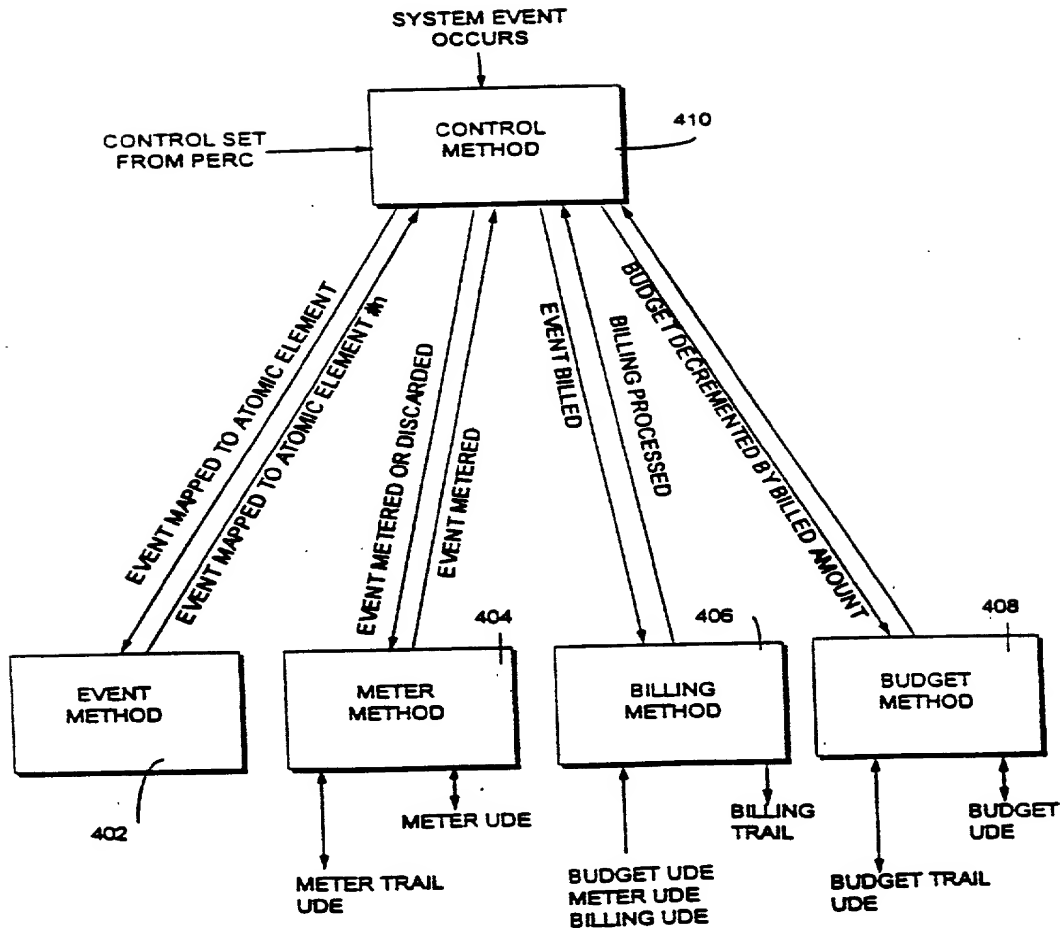 SYSTEM EVENT
OCCURS
CONTROL
METHOD
410
CONTROL SET
FROM PERC
EVENT MAPPED TO ATOMIC ELEMENT
EVENT MAPPED TO ATOMIC ELEMENT #n
EVENT METERED OR DISCARDED
EVENT METERED
EVENT BILLED
BILLING PROCESSED
BUDGET DECREMENTED BY BILLED AMOUNT
EVENT
METHOD
402
METER
METHOD
404
BILLING
METHOD
406
BUDGET
METHOD
408
METER TRAIL
UDE
METER UDE
BUDGET UDE
METER UDE
BILLING UDE
BILLING
TRAIL
BUDGET TRAIL
UDE
BUDGET
UDE